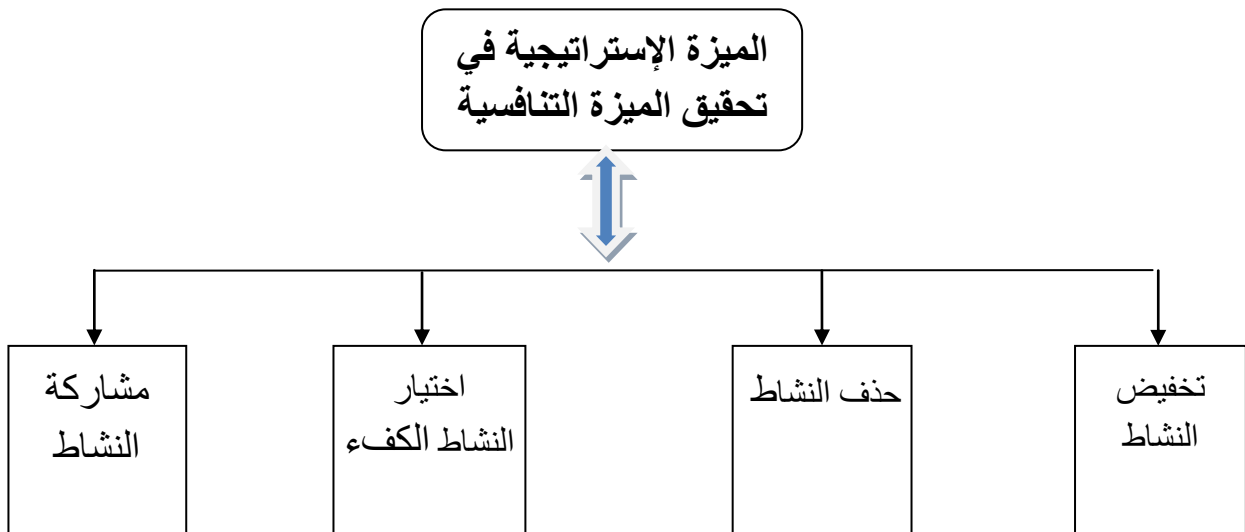 الميزة الإستراتيجية في
تحقيق الميزة التنافسية
تخفيض
النشاط
حذف النشاط
اختيار
النشاط الكفء
مشاركة
النشاط